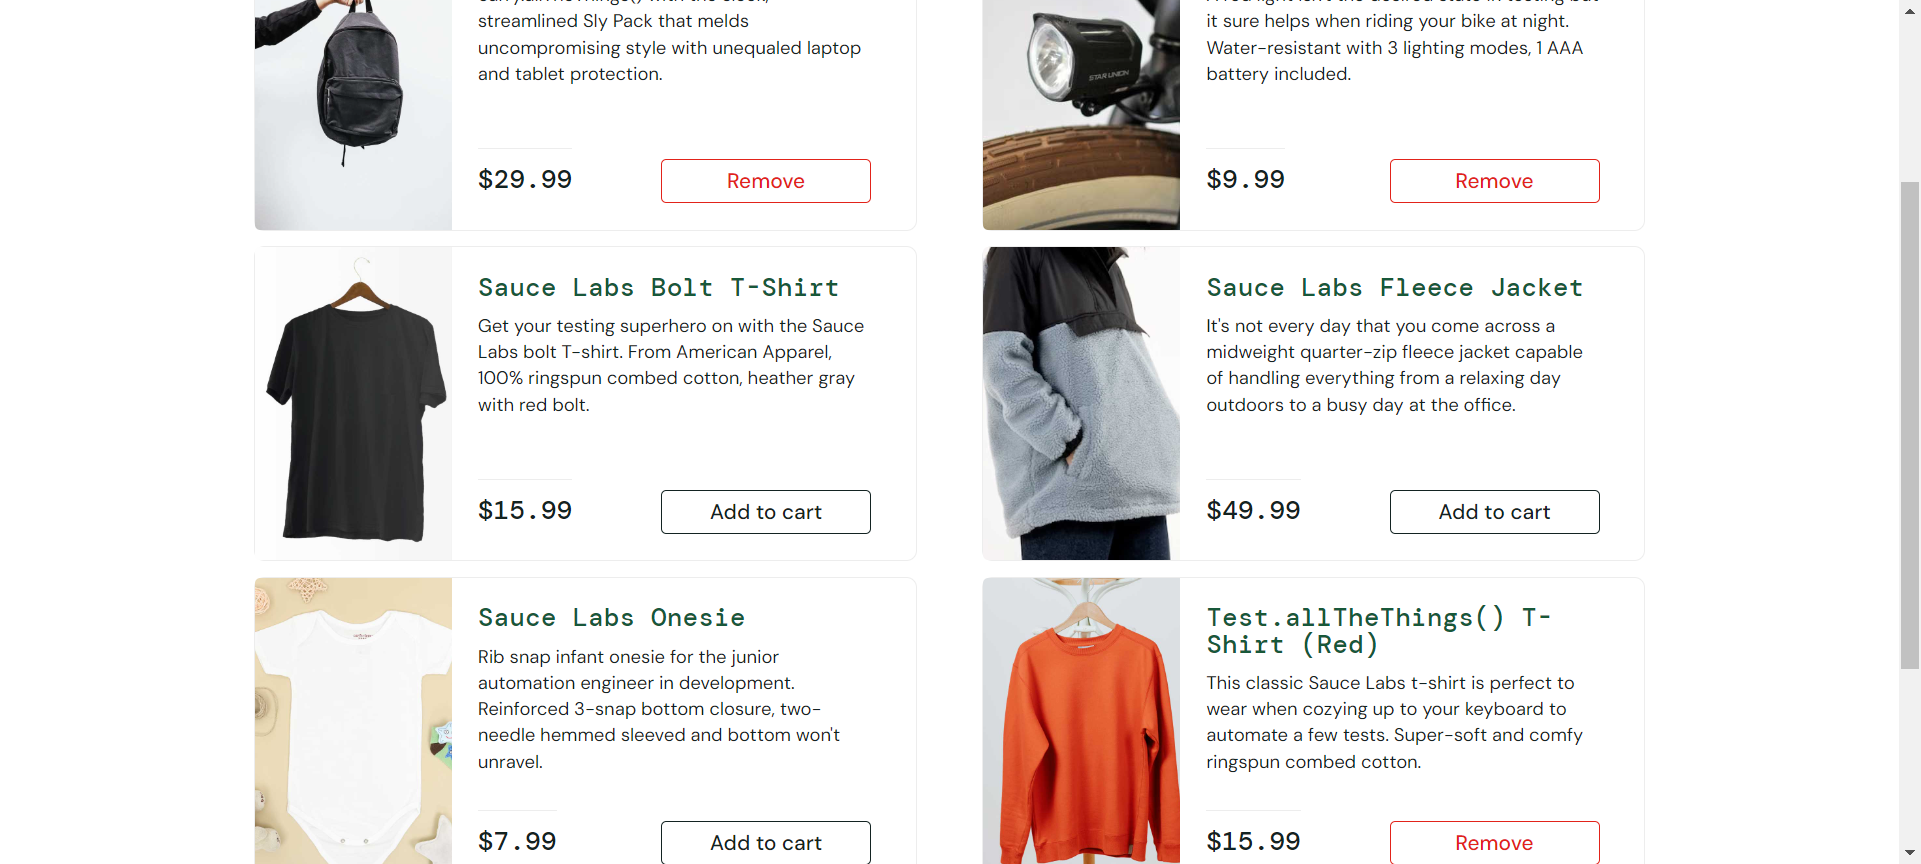 streamlined Sly Pack that melds
uncompromising style with unequaled laptop
and tablet protection.
$29.99
Remove
it sure helps when riding your bike at night.
Water-resistant with 3 lighting modes, 1 AAA
battery included.
STAR UNION
$9.99
Remove
Sauce Labs Bolt T-Shirt
Get your testing superhero on with the Sauce
Labs bolt T-shirt. From American Apparel,
100% ringspun combed cotton, heather gray
with red bolt.
$15.99
Add to cart
Sauce Labs Fleece Jacket
It's not every day that you come across a
midweight quarter-zip fleece jacket capable
of handling everything from a relaxing day
outdoors to a busy day at the office.
$49.99
Add to cart
Sauce Labs Onesie
Rib snap infant onesie for the junior
automation engineer in development.
Reinforced 3-snap bottom closure, two-
needle hemmed sleeved and bottom won't
unravel.
$7.99
Add to cart
Test.allTheThings() T-
Shirt (Red)
This classic Sauce Labs t-shirt is perfect to
wear when cozying up to your keyboard to
automate a few tests. Super-soft and comfy
ringspun combed cotton.
$15.99
Remove